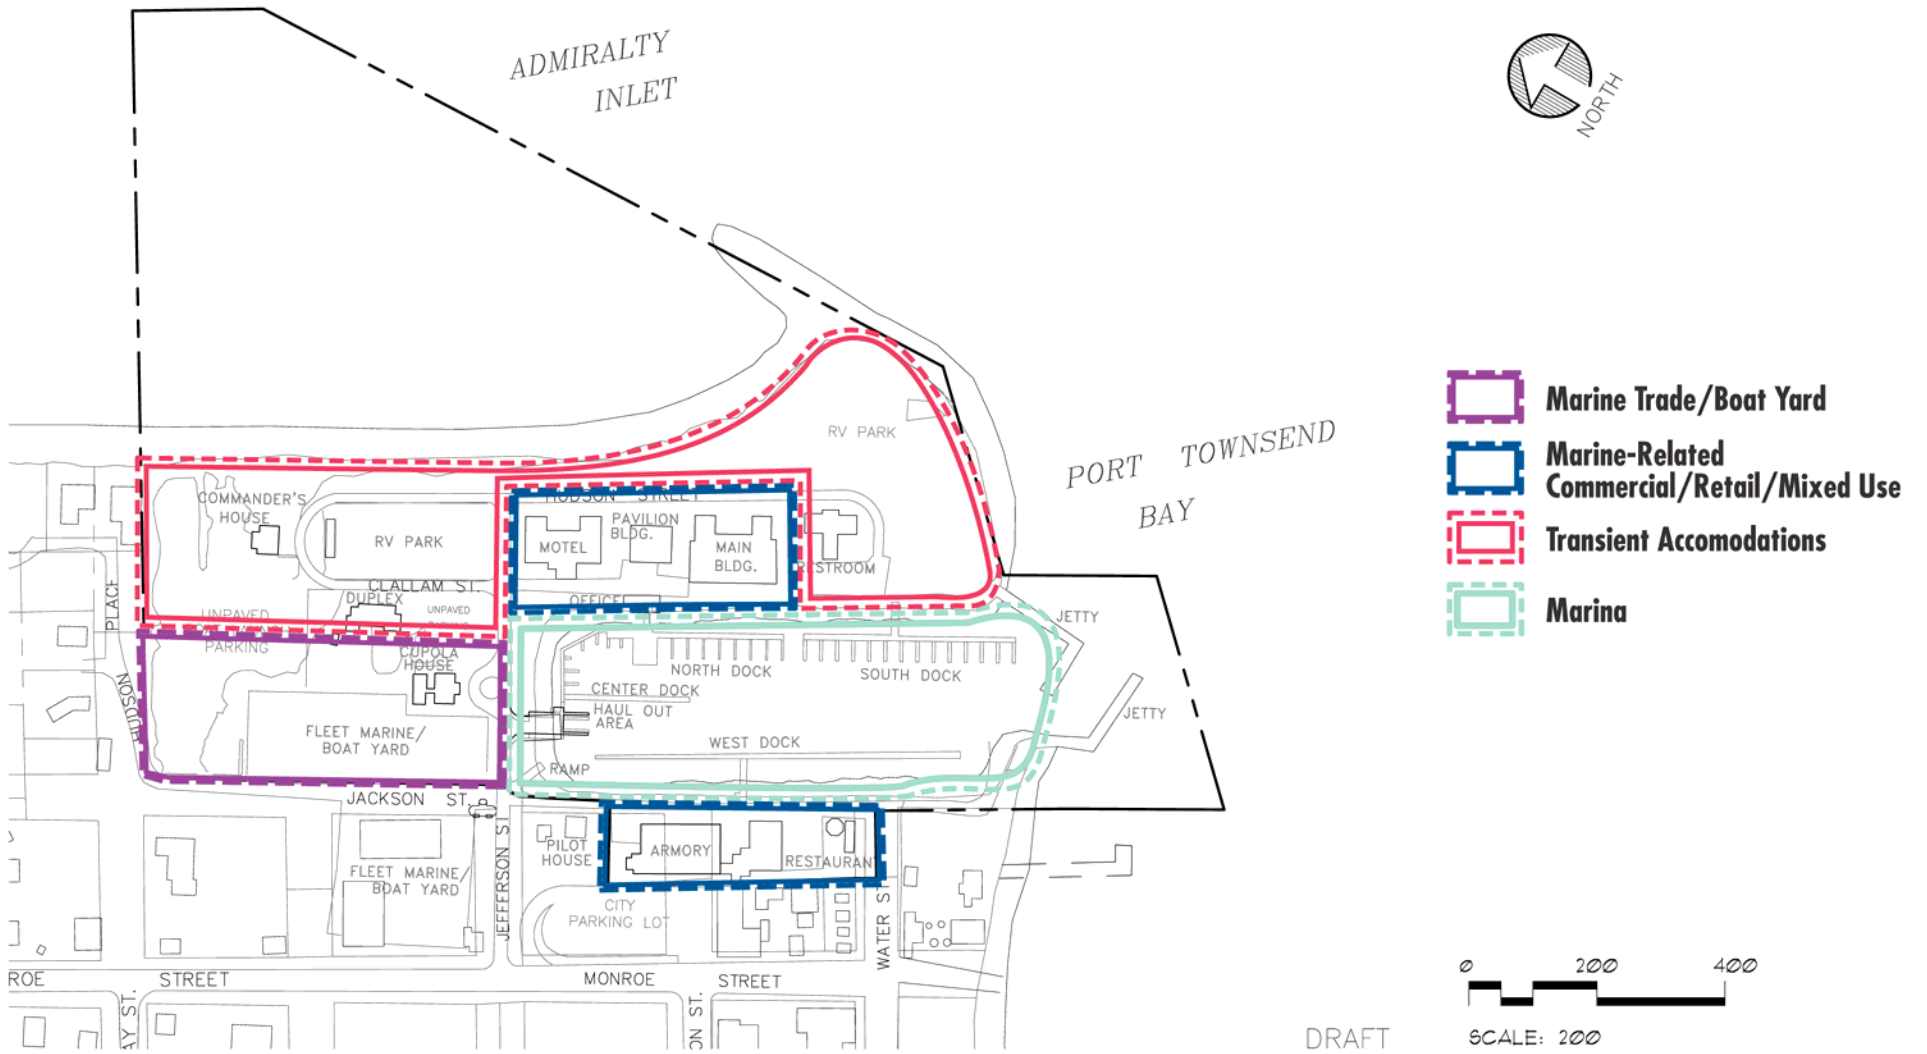 ADMIRALTY
INLET
NORTH
PORT TOWNSEND
BAY
Marine Trade/Boat Yard
Marine-Related
Commercial/Retail/Mixed Use
Transient Accomodations
Marina
RV PARK
COMMANDER'S
HOUSE
HUDSON STREET
RV PARK
MOTEL
PAVILION
BLDG.
MAIN
BLDG.
RESTROOM
CLALLAM ST.
DUPLEX
OFFICE
UNPAVED
PARKING
UNPAVED
PARKING
PLACE
HUDSON
CUPOLA
HOUSE
FLEET MARINE/
BOAT YARD
NORTH DOCK
SOUTH DOCK
CENTER DOCK
HAUL OUT
AREA
WEST DOCK
RAMP
JETTY
JETTY
JACKSON ST.
JEFFERSON S
PILOT
HOUSE
ARMORY
RESTAURANT
FLEET MARINE/
BOAT YARD
CITY
PARKING LOT
WATER ST
ROE STREET
MONROE STREET
AY ST.
ON ST.
0 200 400
SCALE: 200
DRAFT